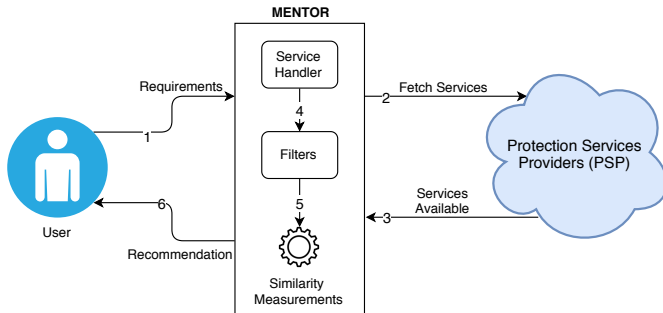 MENTOR
Service
Handler
Requirements
2
Fetch Services
4
1
Protection Services
Providers (PSP)
Filters
Services
Available
6
5
3
User
Recommendation
Similarity
Measurements